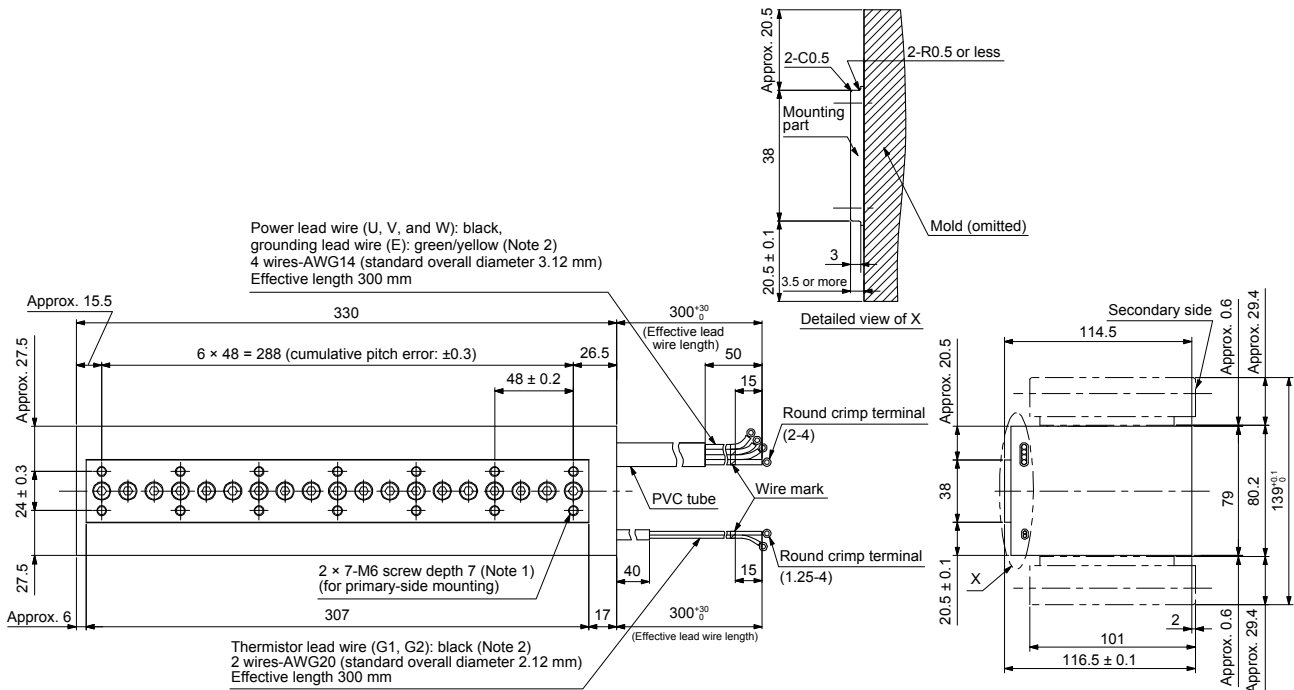 Approx. 20.5
2-C0.5
2-R0.5 or less
Mounting
part
38
Mold (omitted)
20.5 ± 0.1
3
3.5 or more
Detailed view of X
Power lead wire (U, V, and W): black,
grounding lead wire (E): green/yellow (Note 2)
4 wires-AWG14 (standard overall diameter 3.12 mm)
Effective length 300 mm
Approx. 15.5
330
300 +30 0
(Effective lead
wire length)
6 × 48 = 288 (cumulative pitch error: ±0.3)
26.5
50
48 ± 0.2
15
Approx. 27.5
24 ± 0.3
27.5
Round crimp terminal
(2-4)
PVC tube
Wire mark
Round crimp terminal
(1.25-4)
2 × 7-M6 screw depth 7 (Note 1)
(for primary-side mounting)
40
15
Approx. 6
307
17
300 +30 0
(Effective lead wire length)
Thermistor lead wire (G1, G2): black (Note 2)
2 wires-AWG20 (standard overall diameter 2.12 mm)
Effective length 300 mm
Secondary side
114.5
Approx. 20.5
Approx. 0.6
Approx. 29.4
38
79
80.2
139 +0.1 0
X
20.5 ± 0.1
2
101
116.5 ± 0.1
Approx. 0.6
Approx. 29.4